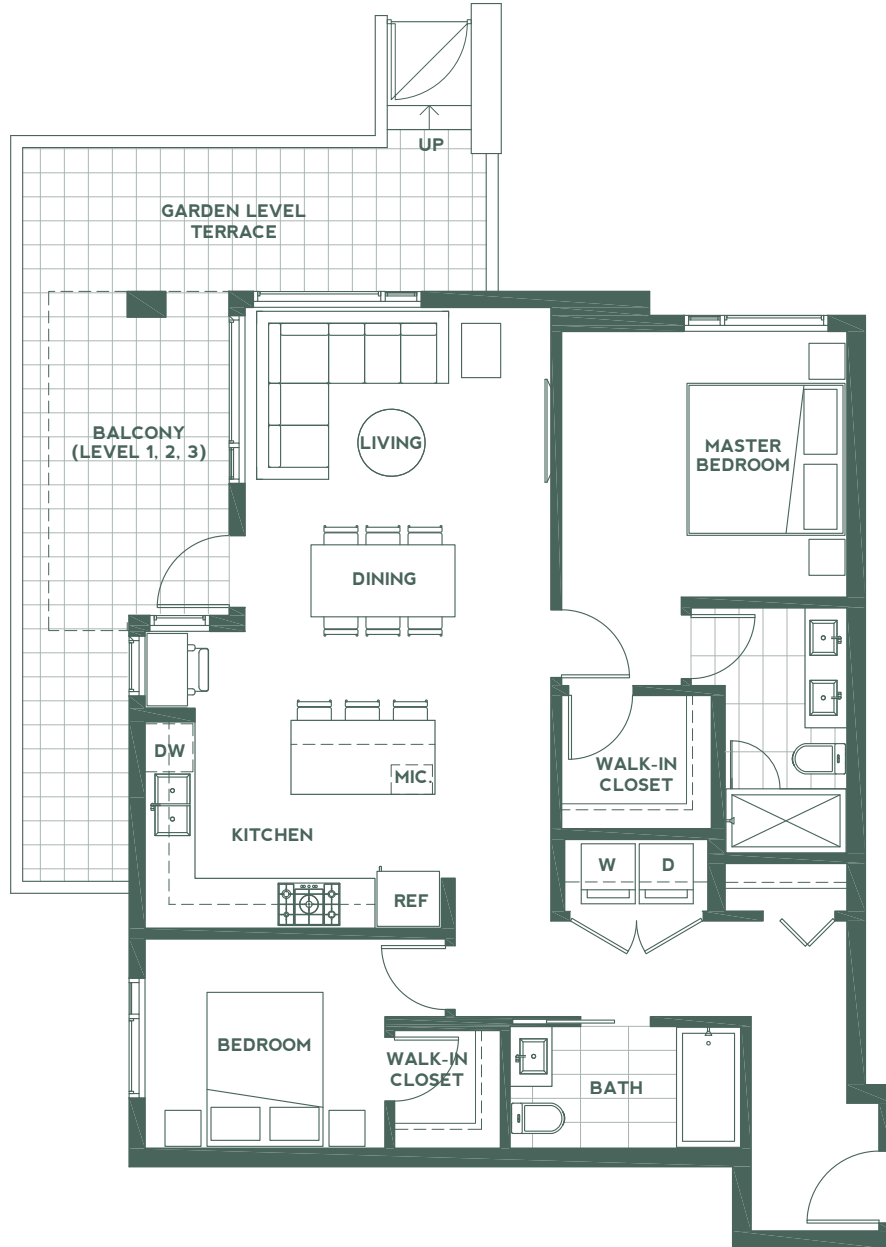 UP
GARDEN LEVEL
TERRACE
BALCONY
(LEVEL 1, 2, 3)
LIVING
MASTER
BEDROOM
DINING
DW
MIC.
WALK-IN
CLOSET
KITCHEN
W
D
REF
BEDROOM
WALK-IN
CLOSET
BATH